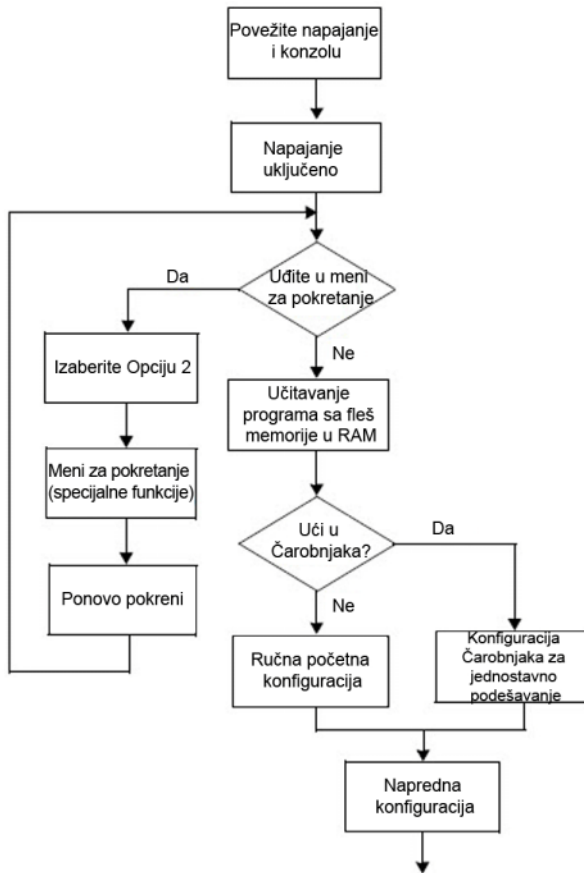 Povežite napajanje
i konzolu
Napajanje
uključeno
Da
Uđite u meni
za pokretanje
Ne
Izaberite Opciju 2
Učitavanje
programa sa fleš
memorije u RAM
Meni za pokretanje
(specijalne funkcije)
Ući u
Čarobnjaka?
Da
Ponovo pokreni
Ne
Ručna početna
konfiguracija
Konfiguracija
Čarobnjaka za
jednostavno
podešavanje
Napredna
konfiguracija